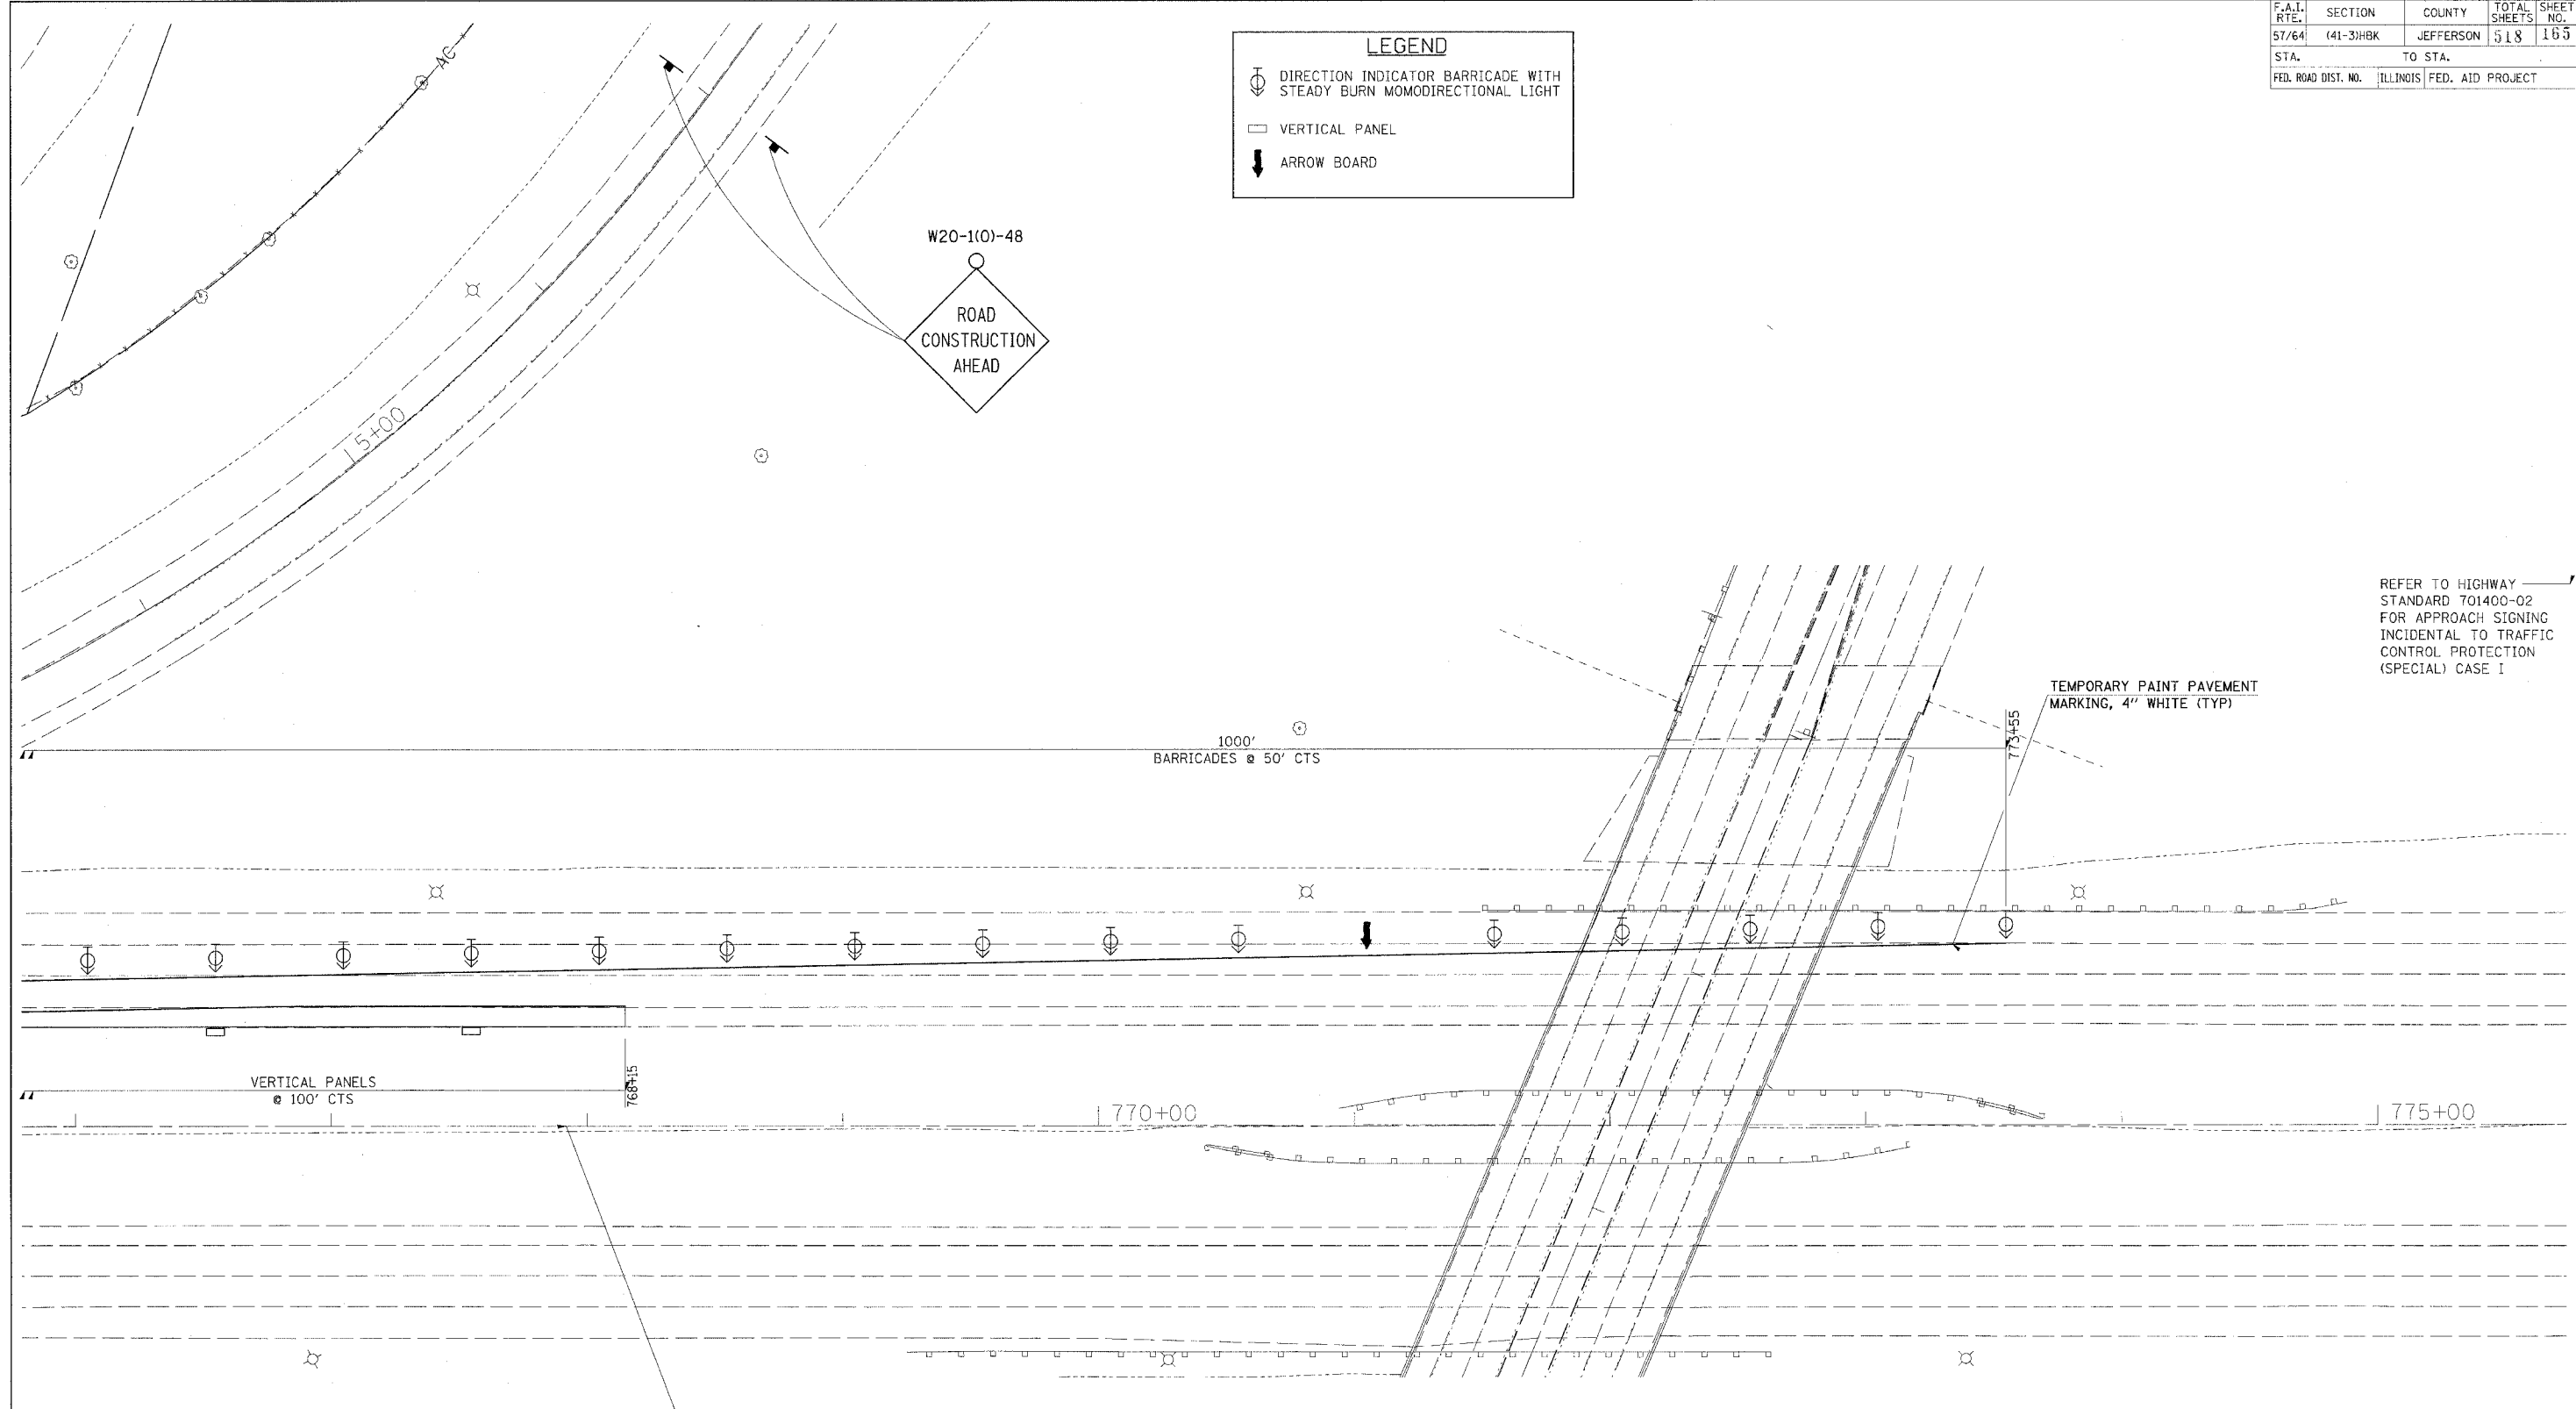 F.A.I. RTE. SECTION COUNTY TOTAL SHEETS SHEET NO.
57/64 (41-3)HBK JEFFERSON 518 165
STA. TO STA.
FED. ROAD DIST. NO. ILLINOIS FED. AID PROJECT
LEGEND
DIRECTION INDICATOR BARRICADE WITH
STEADY BURN MOMODIRECTIONAL LIGHT
VERTICAL PANEL
ARROW BOARD
AC
W20-1(O)-48
ROAD
CONSTRUCTION
AHEAD
5+00
REFER TO HIGHWAY
STANDARD 701400-02
FOR APPROACH SIGNING
INCIDENTAL TO TRAFFIC
CONTROL PROTECTION
(SPECIAL) CASE I
TEMPORARY PAINT PAVEMENT
MARKING, 4" WHITE (TYP)
773+55
1000'
BARRICADES @ 50' CTS
VERTICAL PANELS
@ 100' CTS
768+15
770+00
775+00